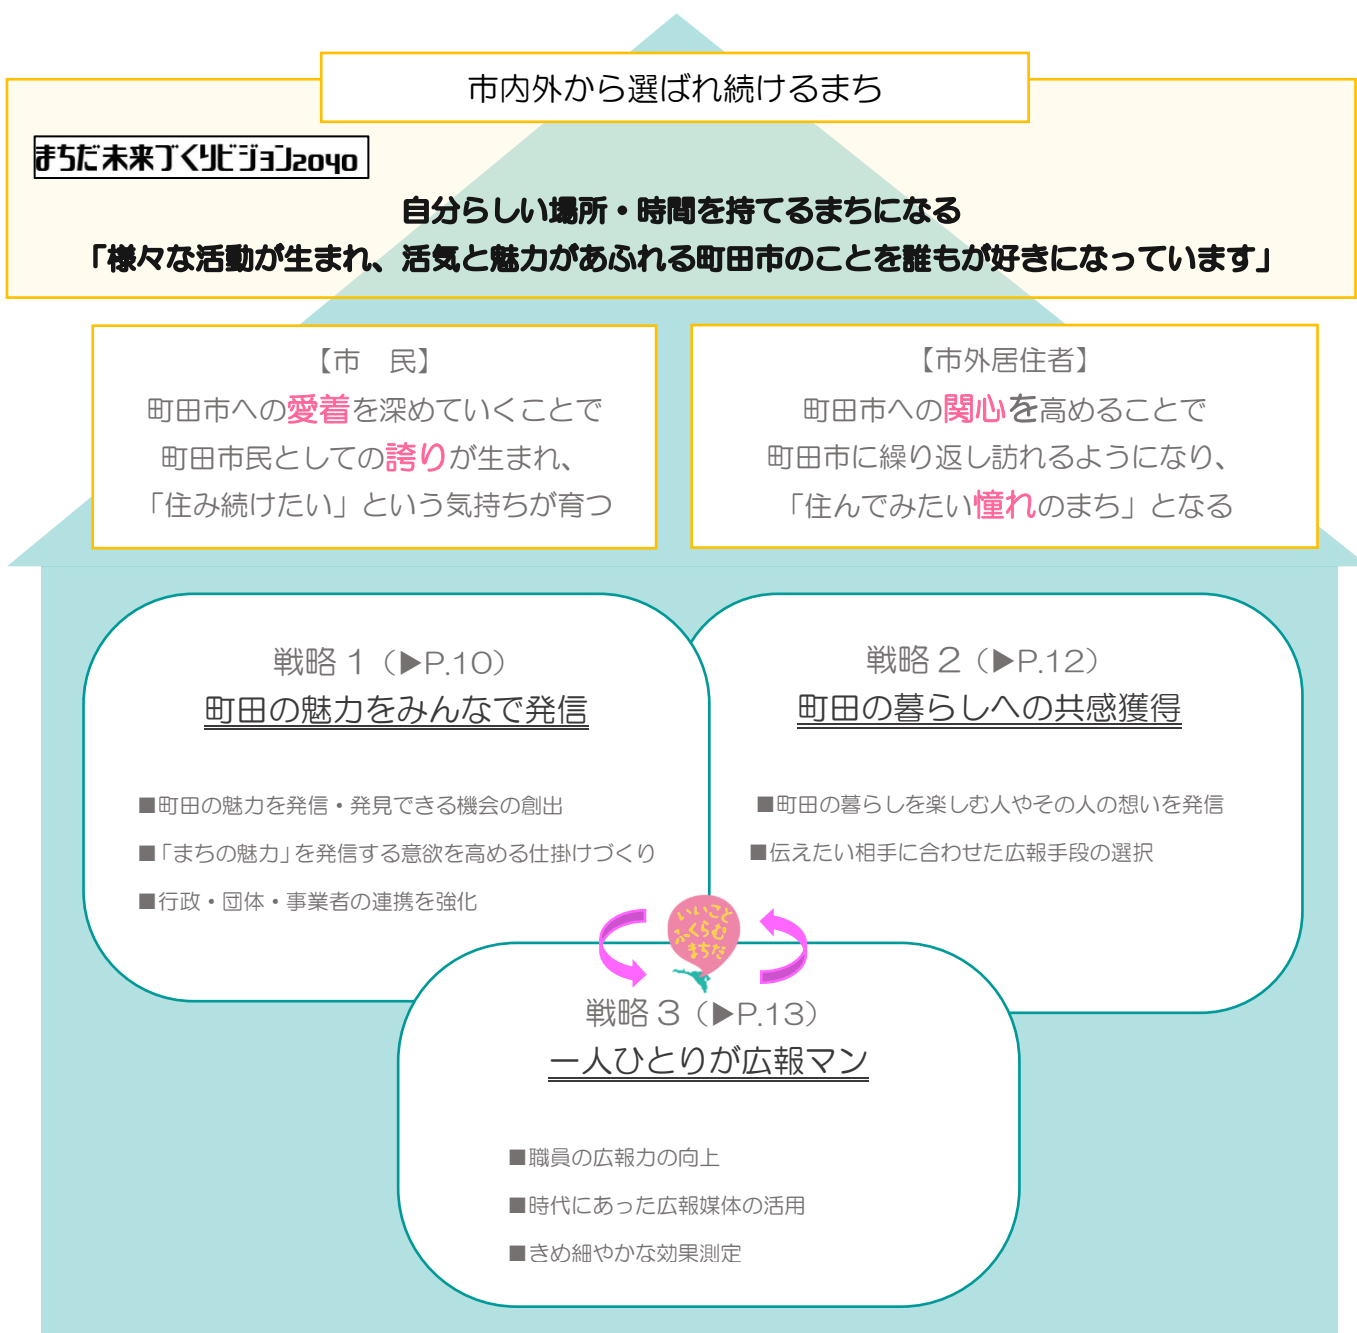 市内外から選ばれ続けるまち
まちだ未来づくりビジョン2040
自分らしい場所・時間を持てるまちになる
「様々な活動が生まれ、活気と魅力があふれる町田市のことを誰もが好きになっています」
【市　民】
町田市への愛着を深めていくことで
町田市民としての誇りが生まれ、
「住み続けたい」という気持ちが育つ
【市外居住者】
町田市への関心を高めることで
町田市に繰り返し訪れるようになり、
「住んでみたい憧れのまち」となる
戦略１（▶P.10）
町田の魅力をみんなで発信
■町田の魅力を発信・発見できる機会の創出
■「まちの魅力」を発信する意欲を高める仕掛けづくり
■行政・団体・事業者の連携を強化
戦略２（▶P.12）
町田の暮らしへの共感獲得
■町田の暮らしを楽しむ人やその人の想いを発信
■伝えたい相手に合わせた広報手段の選択
いいこと
ふくらむ
まちだ
戦略３（▶P.13）
一人ひとりが広報マン
■職員の広報力の向上
■時代にあった広報媒体の活用
■きめ細やかな効果測定